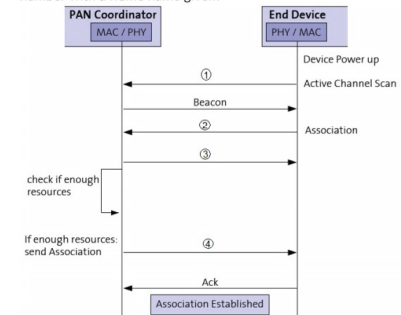 PAN Coordinator
End Device
MAC / PHY
PHY / MAC
Device Power up
①
Active Channel Scan
Beacon
②
Association
③
check if enough
resources
If enough resources:
send Association
④
Ack
Association Established